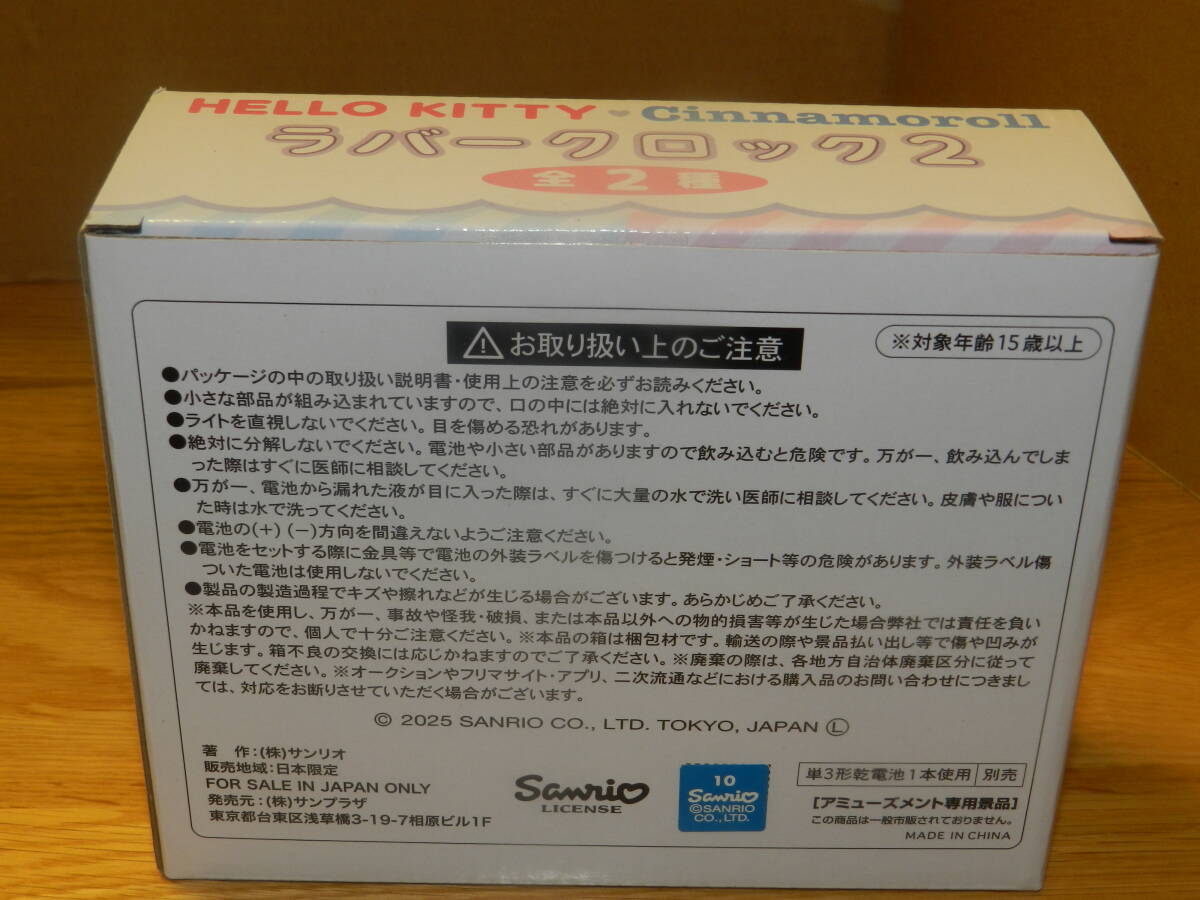 HELLO KITTY ♥ Cinnamoroll
ラバークロック2
全2種
⚠お取り扱い上のご注意
※対象年齢15歳以上
●パッケージの中の取り扱い説明書・使用上の注意を必ずお読みください。
●小さな部品が組み込まれていますので、口の中には絶対に入れないでください。
●ライトを直視しないでください。目を傷める恐れがあります。
●絶対に分解しないでください。電池や小さい部品がありますので飲み込むと危険です。万が一、飲み込んでしま
った際はすぐに医師に相談してください。
●万が一、電池から漏れた液が目に入った際は、すぐに大量の水で洗い医師に相談してください。皮膚や服につい
た時は水で洗ってください。
●電池の(+)(−)方向を間違えないようご注意ください。
●電池をセットする際に金具等で電池の外装ラベルを傷つけると発煙・ショート等の危険があります。外装ラベル傷
ついた電池は使用しないでください。
●製品の製造過程でキズや擦れなどが生じる場合がございます。あらかじめご了承ください。
※本品を使用し、万が一、事故や怪我・破損、または本品以外への物的損害等が生じた場合弊社では責任を負い
かねますので、個人で十分ご注意ください。※本品の箱は梱包材です。輸送の際や景品払い出し等で傷や凹みが
生じます。箱不良の交換には応じかねますのでご了承ください。※廃棄の際は、各地方自治体廃棄区分に従って
廃棄してください。※オークションやフリマサイト・アプリ、二次流通などにおける購入品のお問い合わせにつきまし
ては、対応をお断りさせていただく場合がございます。
© 2025 SANRIO CO., LTD. TOKYO, JAPAN Ⓛ
著 作:(株)サンリオ
販売地域:日本限定
FOR SALE IN JAPAN ONLY
発売元:(株)サンプラザ
東京都台東区浅草橋3-19-7相原ビル1F
Sanrio
LICENSE
10
Sanrio
©SANRIO
CO., LTD.
単3形乾電池1本使用 別売
【アミューズメント専用景品】
この商品は一般市販されておりません。
MADE IN CHINA